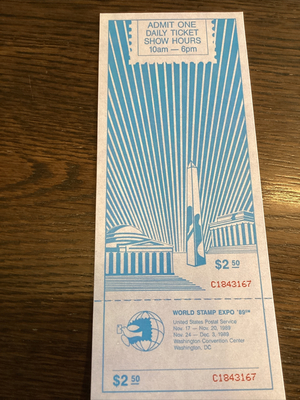 ADMIT ONE
DAILY TICKET
SHOW HOURS
10am — 6pm
$2 50
C1843167
WORLD STAMP EXPO '89™
United States Postal Service
Nov. 17 — Nov. 20, 1989
Nov. 24 — Dec. 3, 1989
Washington Convention Center
Washington, DC
$2 50
C1843167